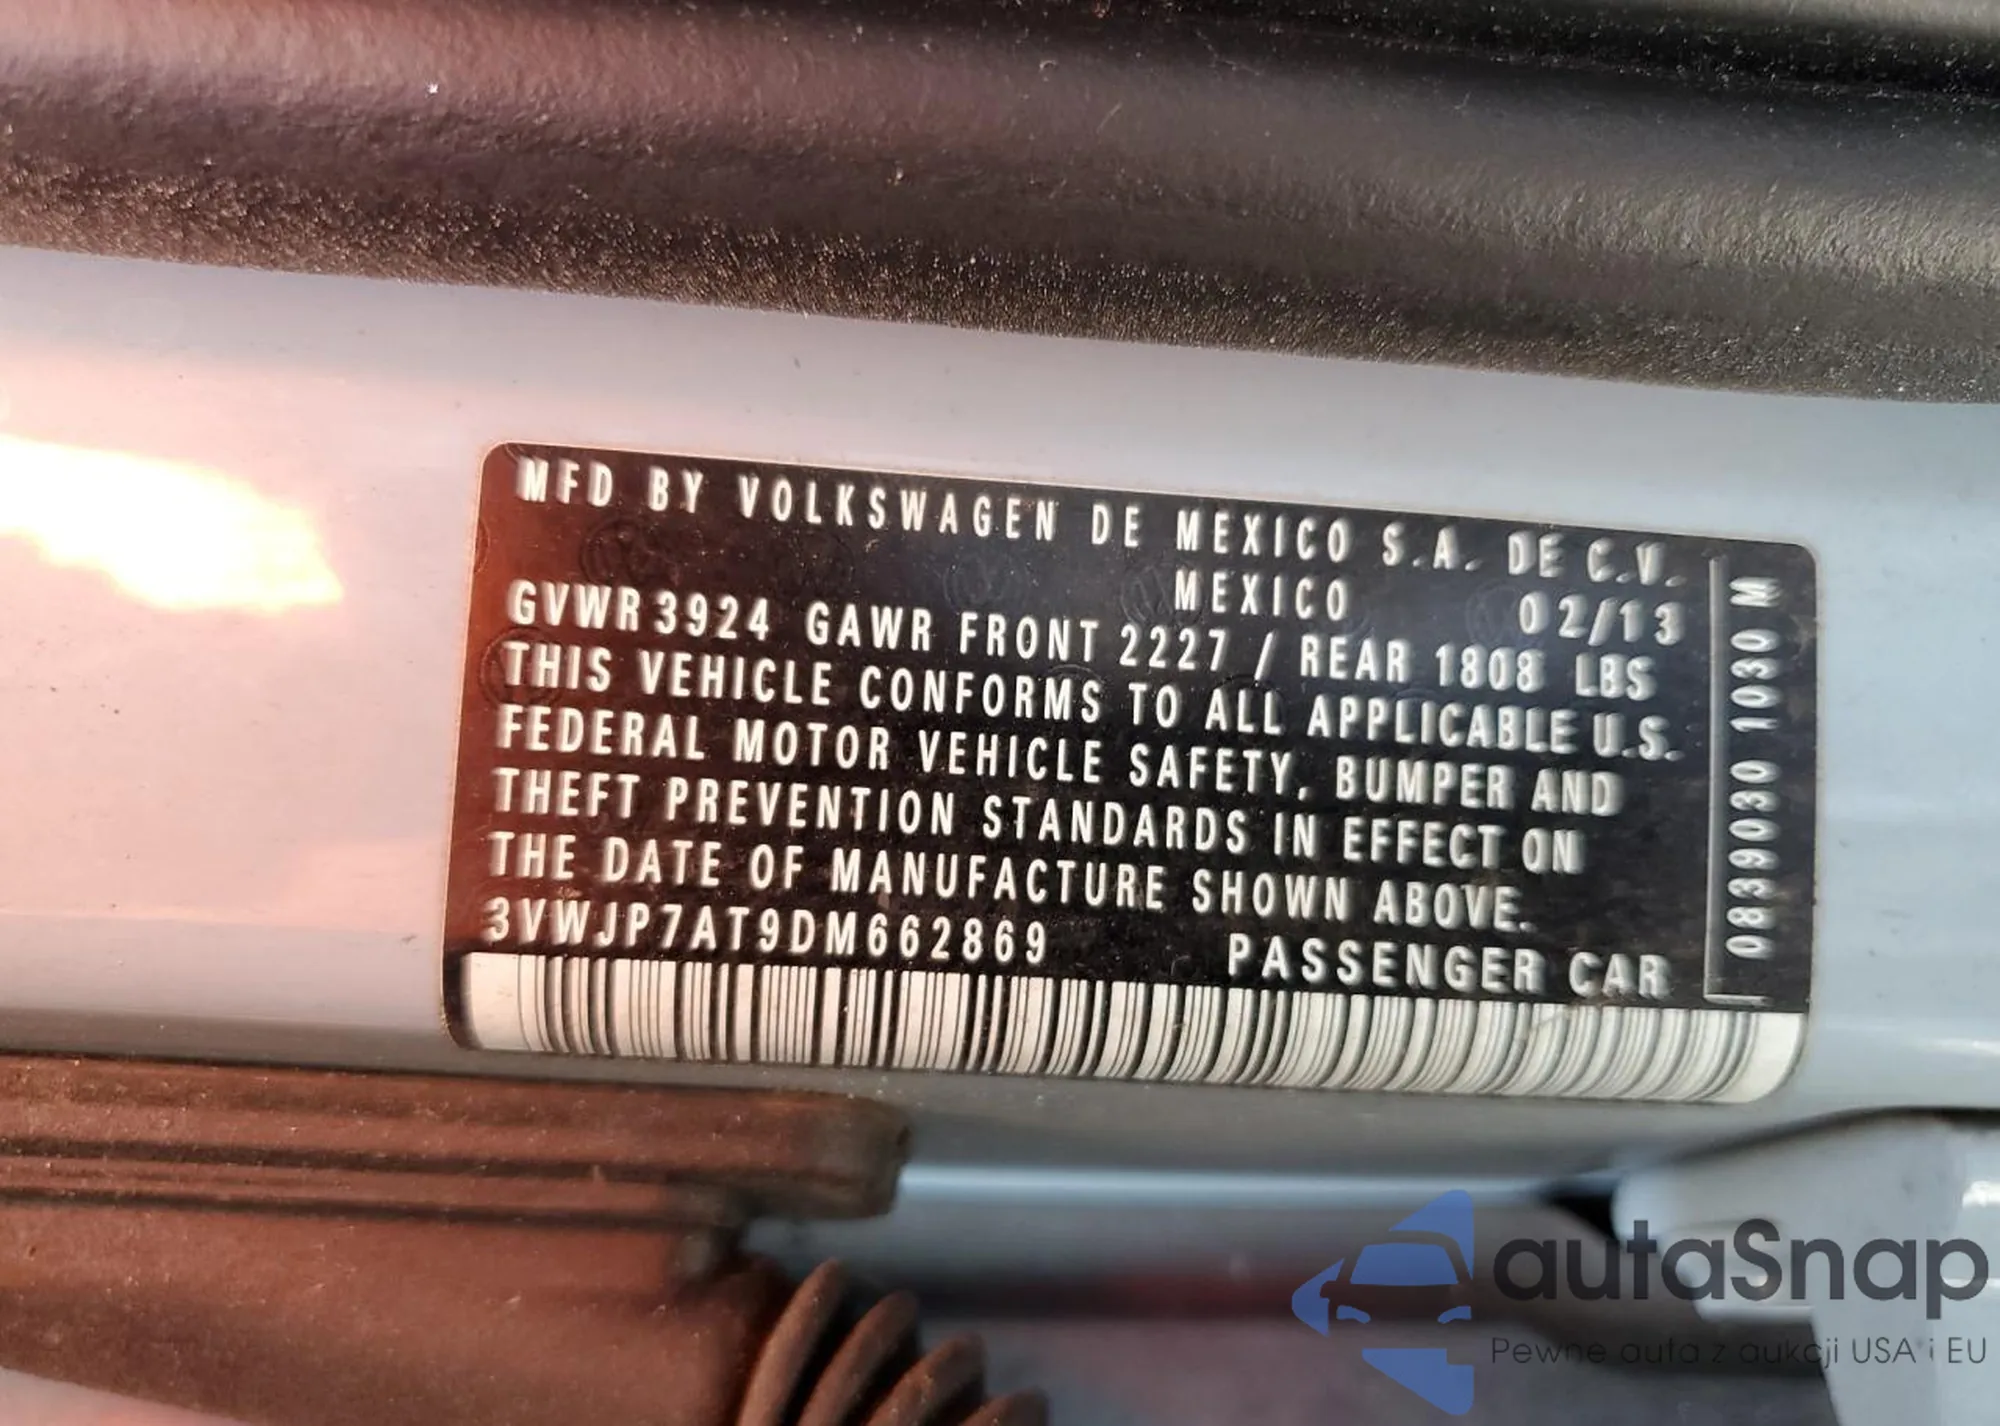 MFD BY VOLKSWAGEN DE MEXICO S.A. DE C.V.
MEXICO 02/13
GVWR 3924 GAWR FRONT 2227 / REAR 1808 LBS
THIS VEHICLE CONFORMS TO ALL APPLICABLE U.S.
FEDERAL MOTOR VEHICLE SAFETY, BUMPER AND
THEFT PREVENTION STANDARDS IN EFFECT ON
THE DATE OF MANUFACTURE SHOWN ABOVE.
3VWJP7AT9DM662869 PASSENGER CAR
0839030 1030 M
autaSnap
Pewne auta z aukcji USA i EU